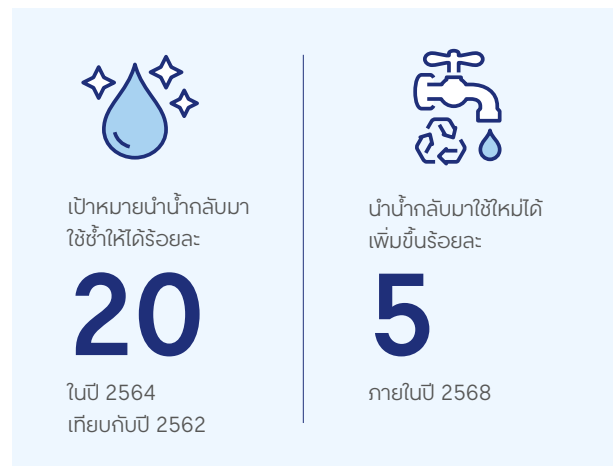 เป้าหมายนำน้ำกลับมา
ใช้ซ้ำให้ได้ร้อยละ
20
ในปี 2564
เทียบกับปี 2562
นำน้ำกลับมาใช้ใหม่ได้
เพิ่มขึ้นร้อยละ
5
ภายในปี 2568